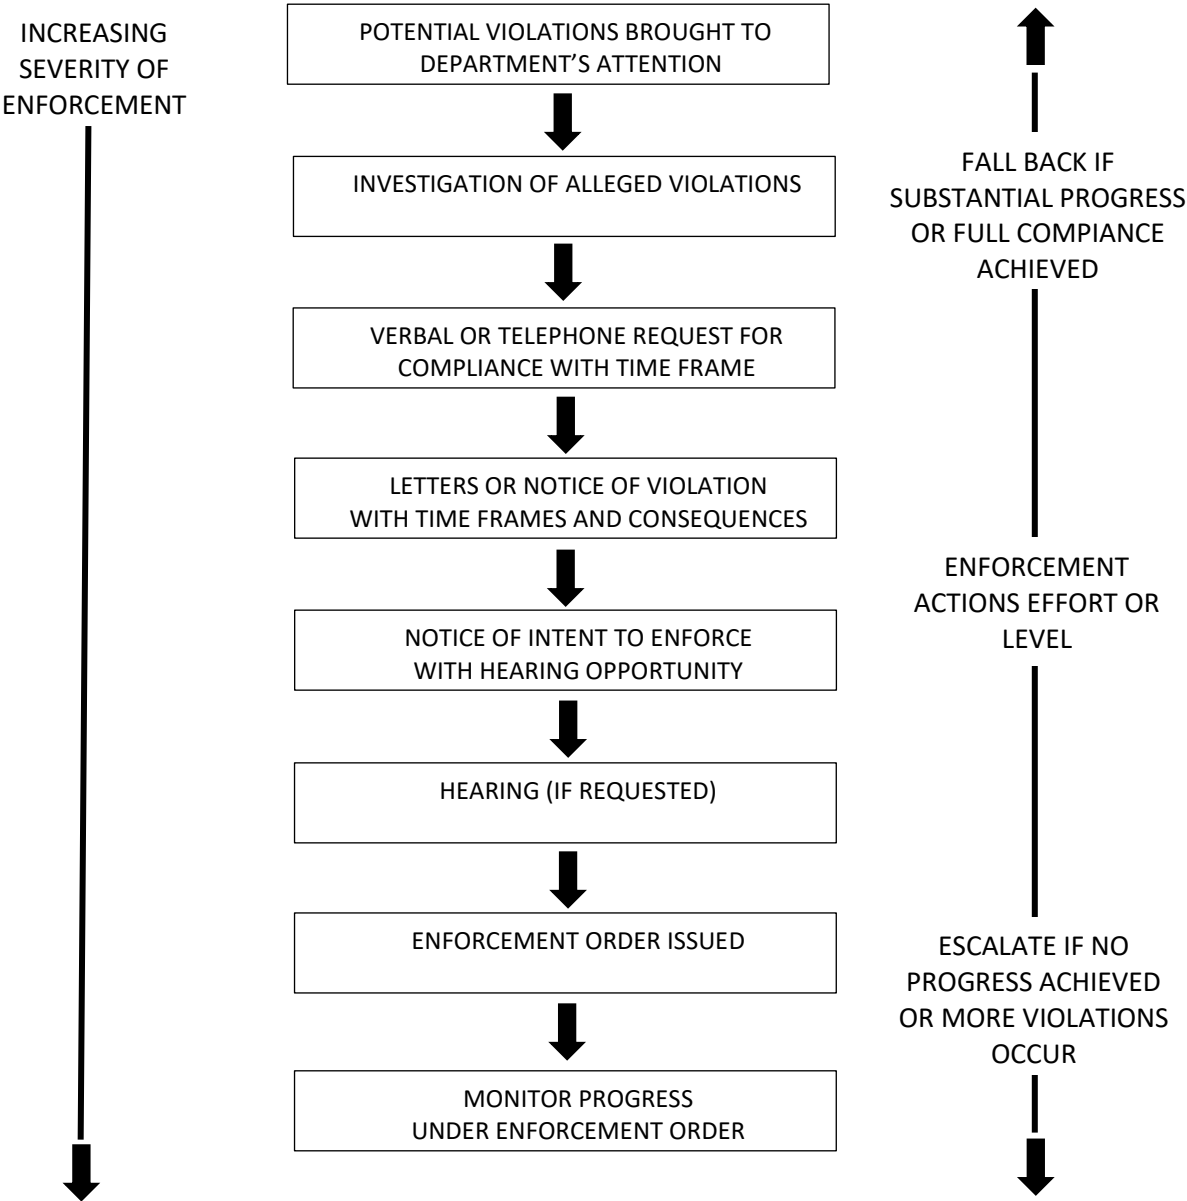 INCREASING
SEVERITY OF
ENFORCEMENT
POTENTIAL VIOLATIONS BROUGHT TO
DEPARTMENT’S ATTENTION
INVESTIGATION OF ALLEGED VIOLATIONS
VERBAL OR TELEPHONE REQUEST FOR
COMPLIANCE WITH TIME FRAME
LETTERS OR NOTICE OF VIOLATION
WITH TIME FRAMES AND CONSEQUENCES
NOTICE OF INTENT TO ENFORCE
WITH HEARING OPPORTUNITY
HEARING (IF REQUESTED)
ENFORCEMENT ORDER ISSUED
MONITOR PROGRESS
UNDER ENFORCEMENT ORDER
FALL BACK IF
SUBSTANTIAL PROGRESS
OR FULL COMPIANCE
ACHIEVED
ENFORCEMENT
ACTIONS EFFORT OR
LEVEL
ESCALATE IF NO
PROGRESS ACHIEVED
OR MORE VIOLATIONS
OCCUR